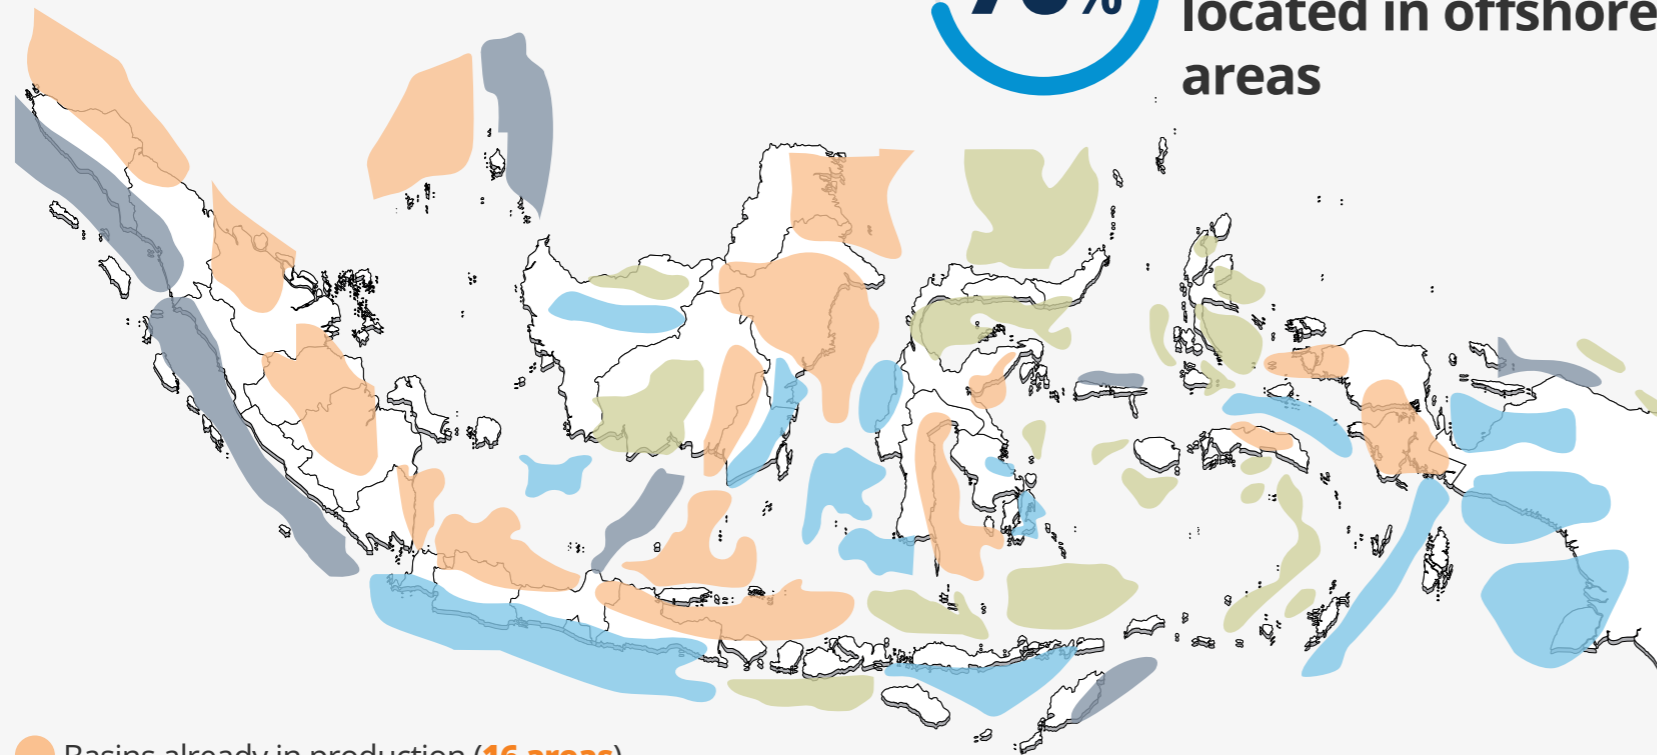 located in offshore
areas
Basins already in production (16 areas)